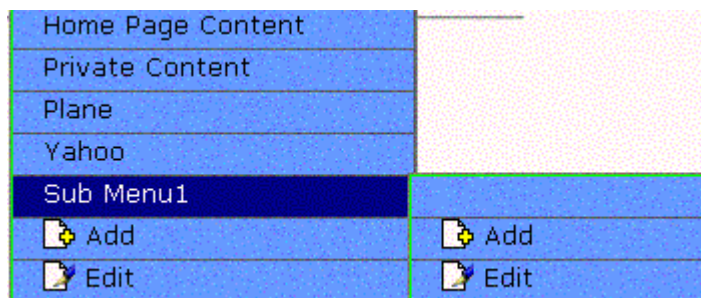 Home Page Content
Private Content
Plane
Yahoo
Sub Menu1
Add
Add
Edit
Edit